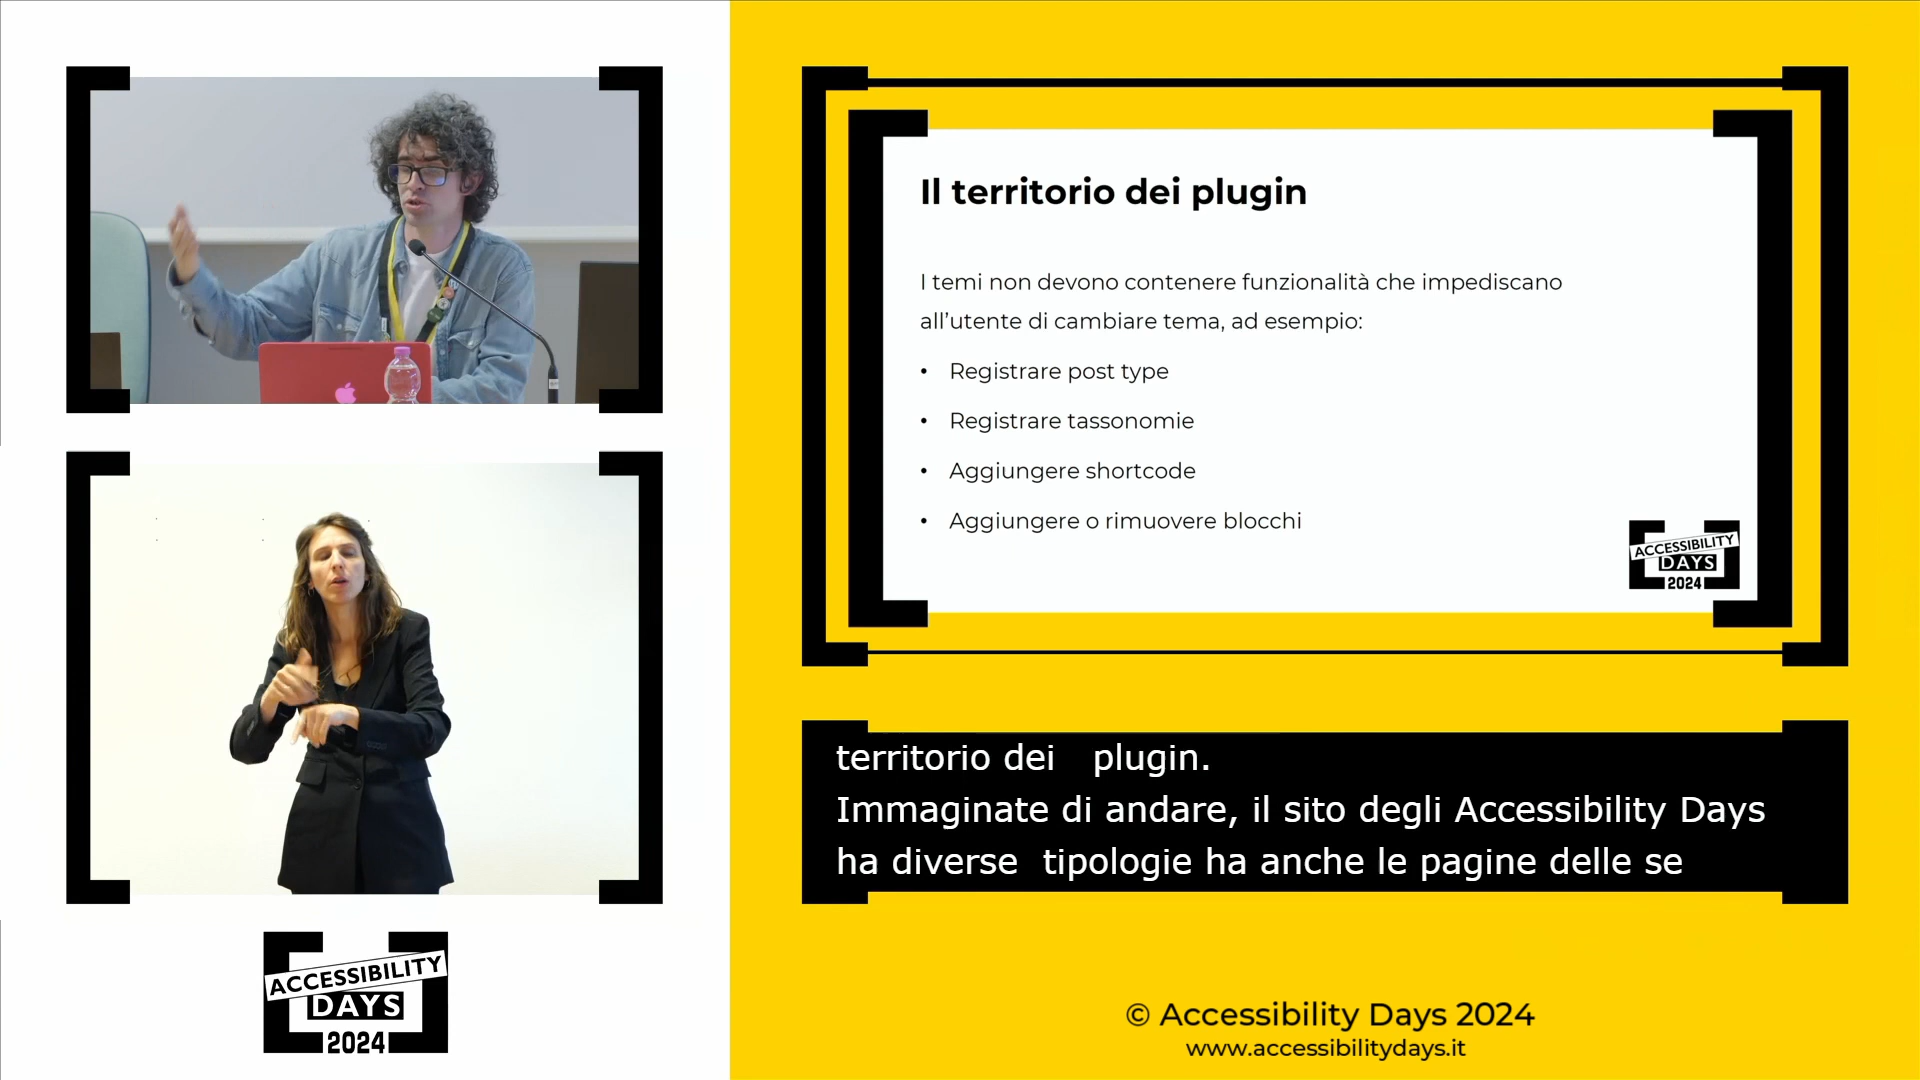 Il territorio dei plugin
I temi non devono contenere funzionalità che impediscano
all’utente di cambiare tema, ad esempio:
• Registrare post type
• Registrare tassonomie
• Aggiungere shortcode
• Aggiungere o rimuovere blocchi
ACCESSIBILITY
DAYS
2024
territorio dei plugin.
Immaginate di andare, il sito degli Accessibility Days
ha diverse tipologie ha anche le pagine delle se
ACCESSIBILITY
DAYS
2024
© Accessibility Days 2024
www.accessibilitydays.it